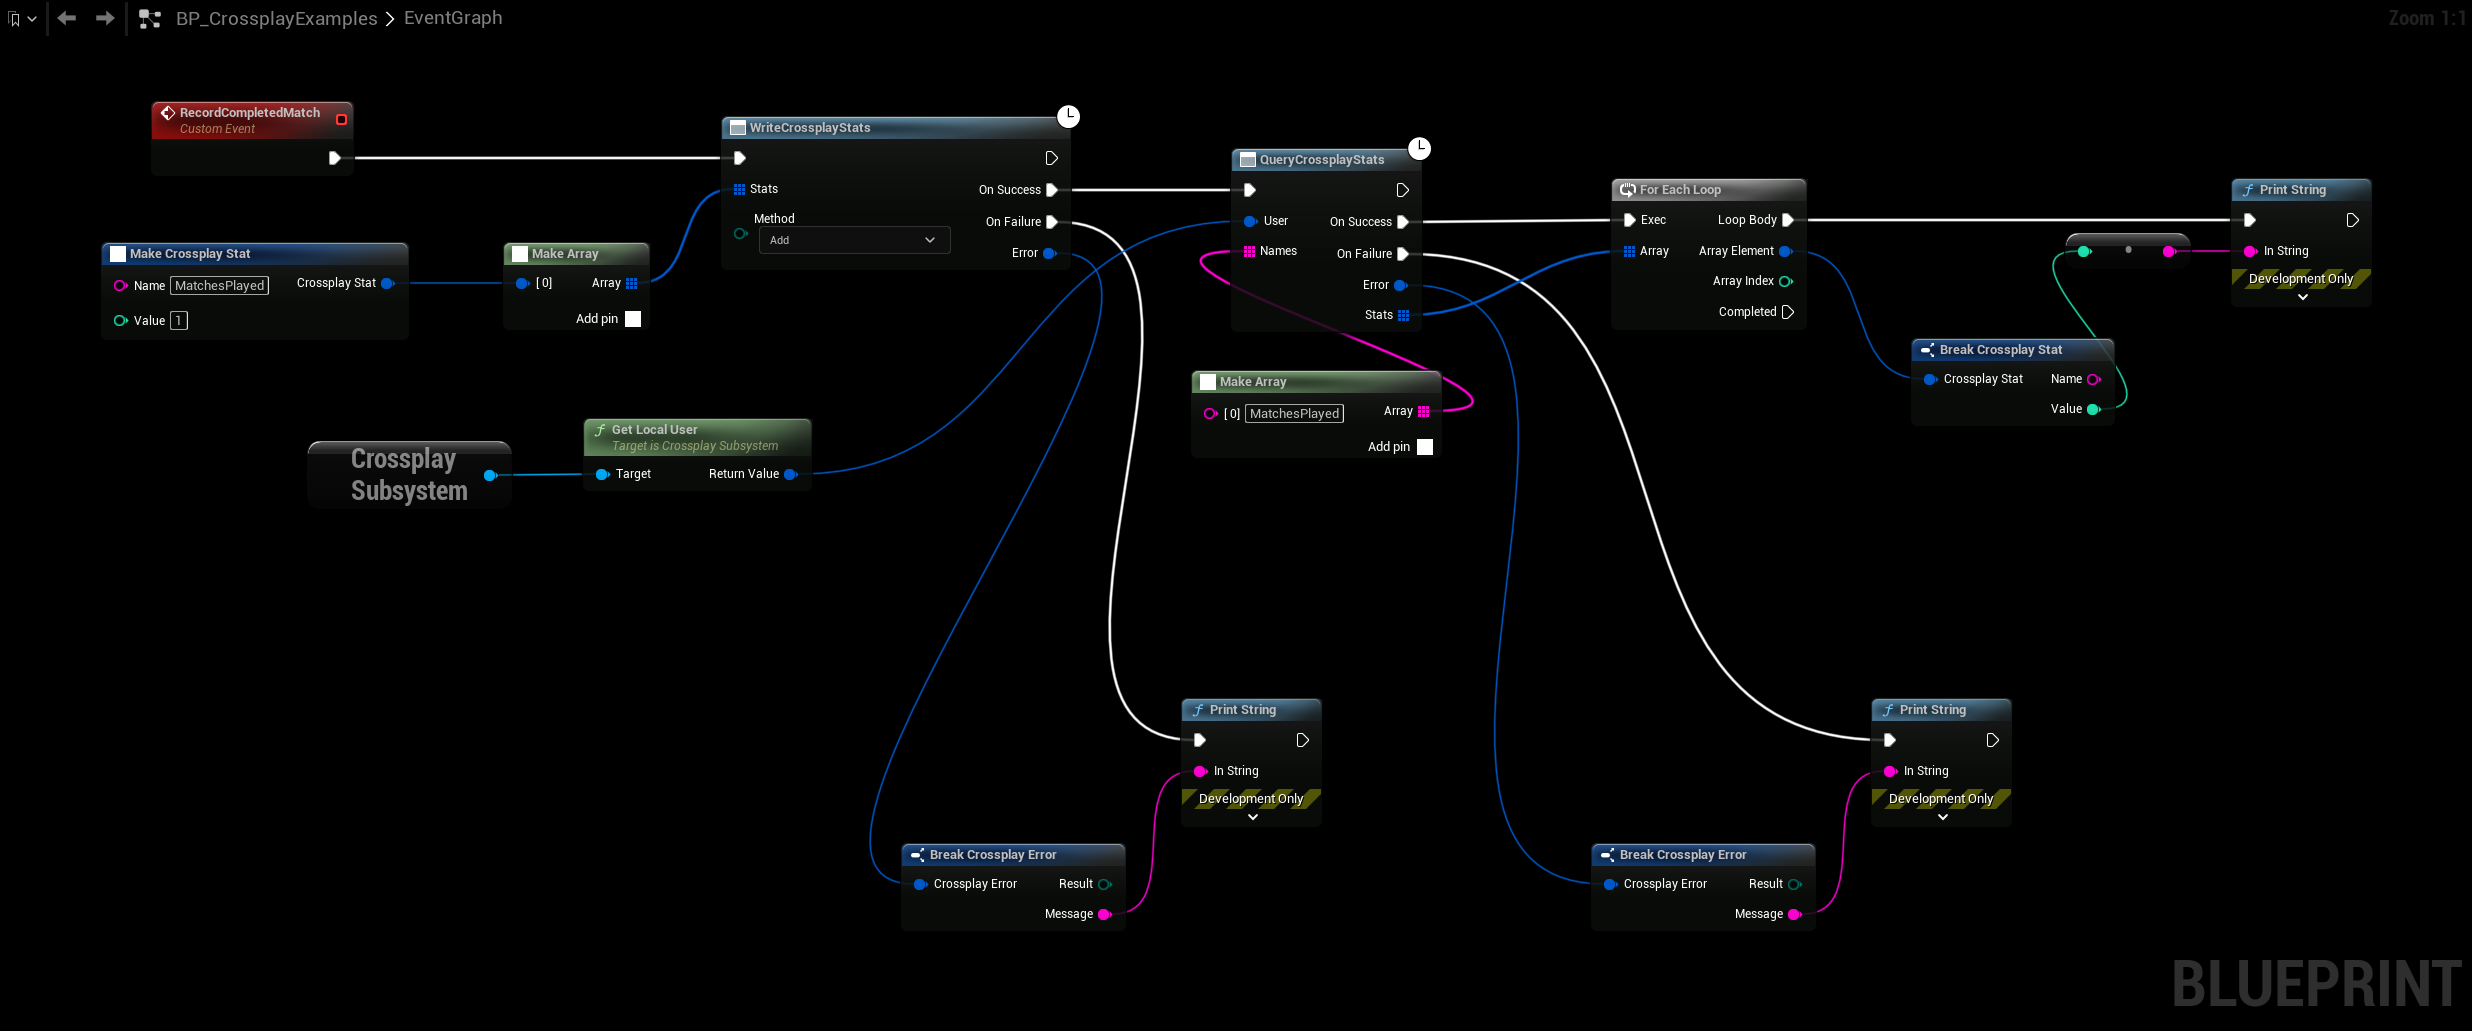 BP_CrossplayExamples > EventGraph
Zoom 1:1
RecordCompletedMatch
Custom Event
WriteCrossplayStats
Stats
On Success
Method
Add
On Failure
Error
QueryCrossplayStats
User
On Success
Names
On Failure
Error
Stats
For Each Loop
Exec
Loop Body
Array
Array Element
Array Index
Completed
Print String
In String
Development Only
Make Crossplay Stat
Name MatchesPlayed
Crossplay Stat
Value 1
Make Array
[0]
Array
Add pin
Break Crossplay Stat
Crossplay Stat
Name
Value
Make Array
[0] MatchesPlayed
Array
Add pin
Crossplay
Subsystem
Get Local User
Target is Crossplay Subsystem
Target
Return Value
Print String
In String
Development Only
Print String
In String
Development Only
Break Crossplay Error
Crossplay Error
Result
Message
Break Crossplay Error
Crossplay Error
Result
Message
BLUEPRINT